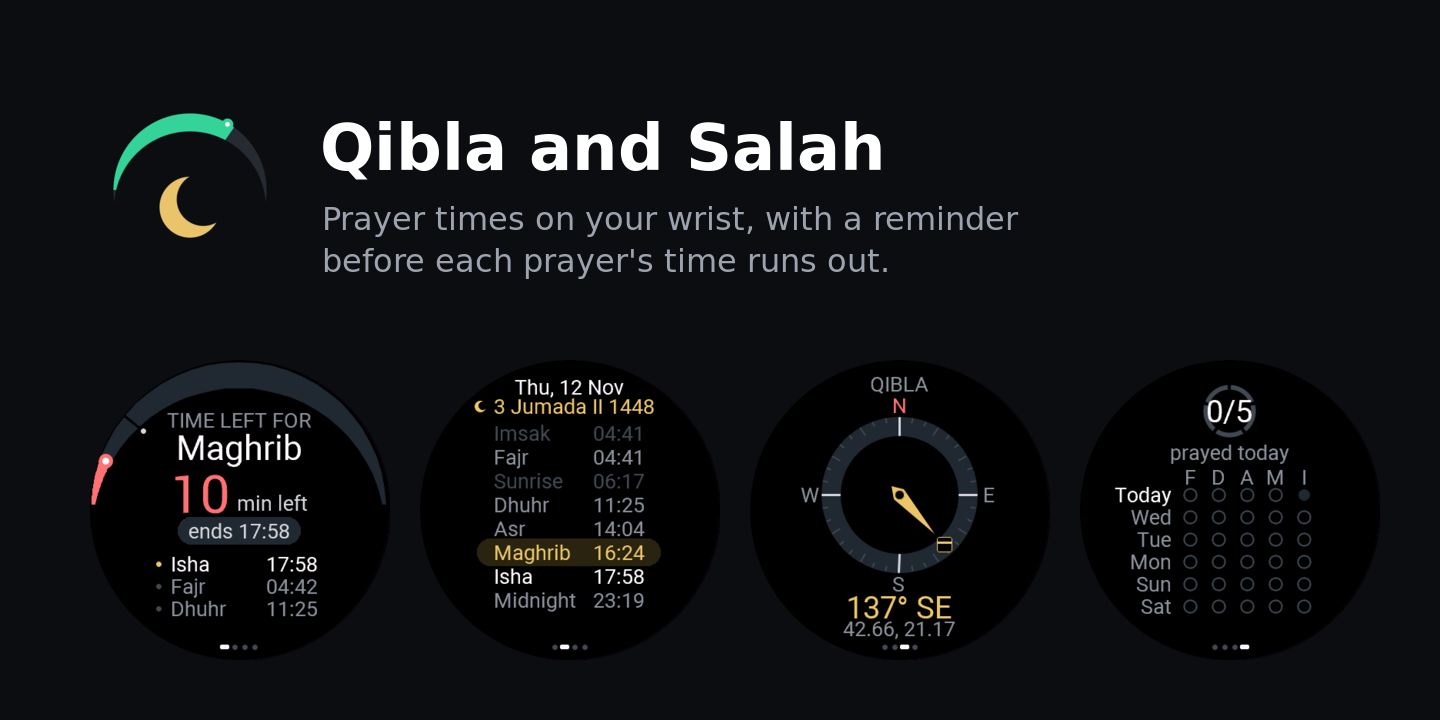 Qibla and Salah
Prayer times on your wrist, with a reminder
before each prayer's time runs out.
TIME LEFT FOR
Maghrib
10 min left
ends 17:58
Isha 17:58
Fajr 04:42
Dhuhr 11:25
Thu, 12 Nov
3 Jumada II 1448
Imsak 04:41
Fajr 04:41
Sunrise 06:17
Dhuhr 11:25
Asr 14:04
Maghrib 16:24
Isha 17:58
Midnight 23:19
QIBLA
N
W E
S
137° SE
42.66, 21.17
0/5
prayed today
F D A M I
Today
Wed
Tue
Mon
Sun
Sat